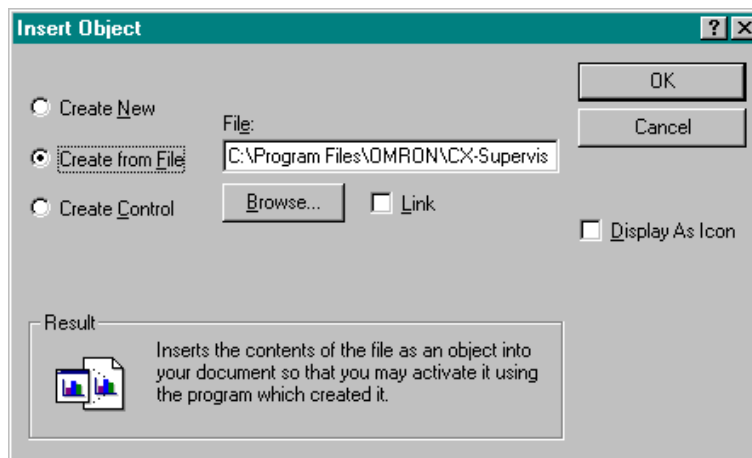 Insert Object
Create New
Create from File
Create Control
File:
C:\Program Files\OMRON\CX-Supervis
Browse...
Link
OK
Cancel
Display As Icon
Result
Inserts the contents of the file as an object into
your document so that you may activate it using
the program which created it.